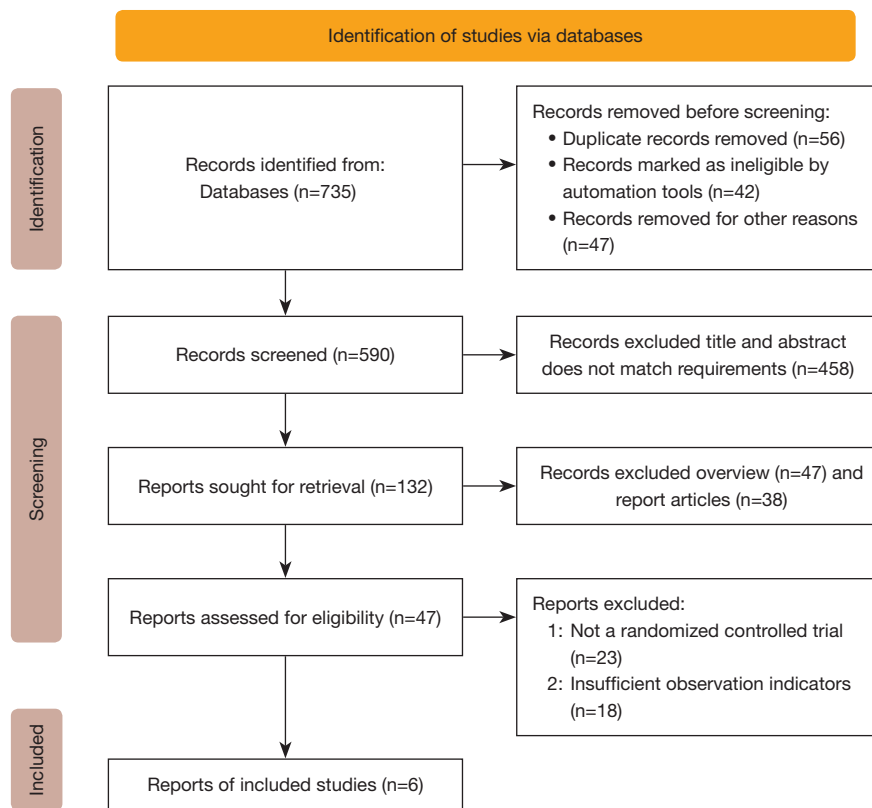 Identification of studies via databases
Identification
Records identified from:
Databases (n=735)
Records removed before screening:
• Duplicate records removed (n=56)
• Records marked as ineligible by
automation tools (n=42)
• Records removed for other reasons
(n=47)
Screening
Records screened (n=590)
Records excluded title and abstract
does not match requirements (n=458)
Reports sought for retrieval (n=132)
Records excluded overview (n=47) and
report articles (n=38)
Reports assessed for eligibility (n=47)
Reports excluded:
1: Not a randomized controlled trial
(n=23)
2: Insufficient observation indicators
(n=18)
Included
Reports of included studies (n=6)